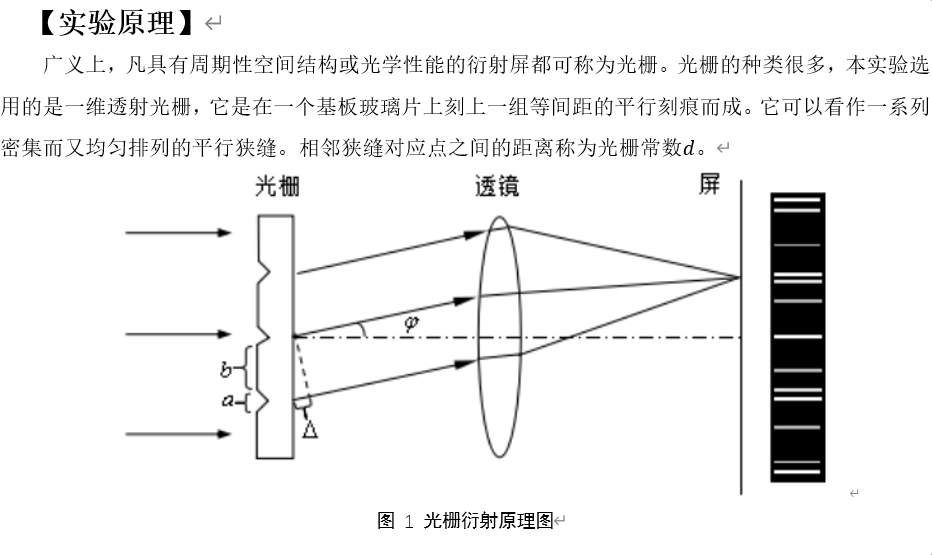 【实验原理】
广义上，凡具有周期性空间结构或光学性能的衍射屏都可称为光栅。光栅的种类很多，本实验选
用的是一维透射光栅，它是在一个基板玻璃片上刻上一组等间距的平行刻痕而成。它可以看作一系列
密集而又均匀排列的平行狭缝。相邻狭缝对应点之间的距离称为光栅常数d。
光栅
透镜
屏
φ
b
a
Δ
图 1 光栅衍射原理图